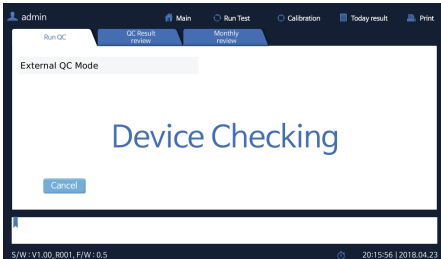 admin
Main
Run Test
Calibration
Today result
Print
Run QC
QC Result
review
Monthly
review
External QC Mode
Device Checking
Cancel
S/W : V1.00_R001, F/W : 0.5
20:15:56 | 2018.04.23